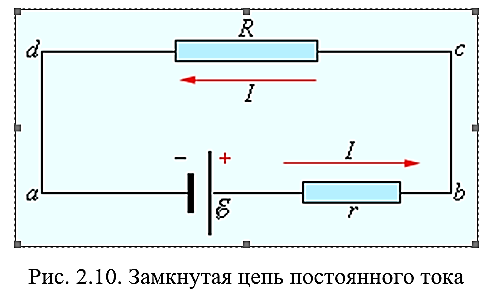 R
d c
I
- + I
a b
ℰ r
Рис. 2.10. Замкнутая цепь постоянного тока